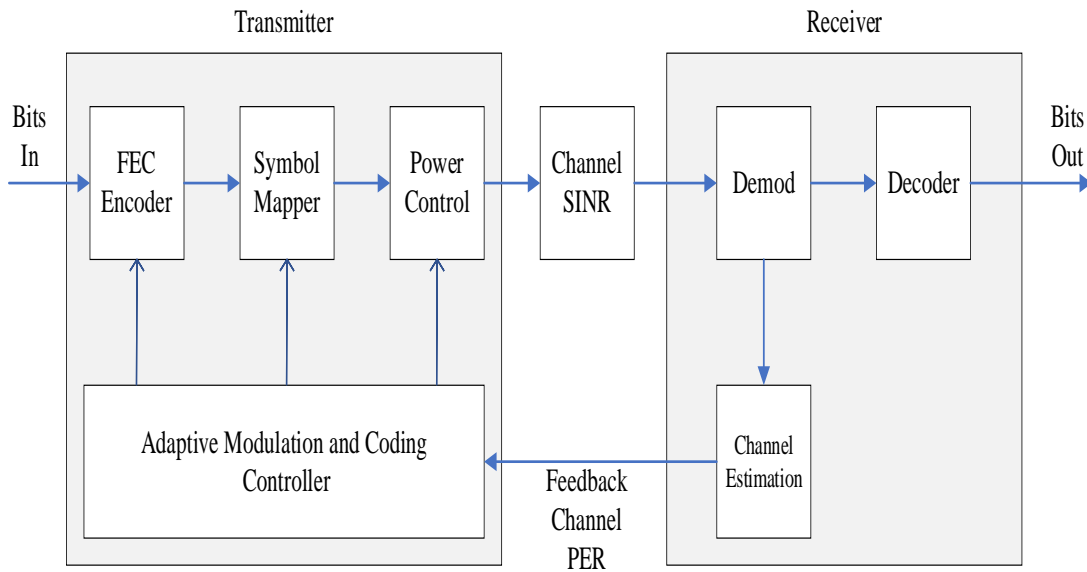 Transmitter
Receiver
Bits
In
FEC
Encoder
Symbol
Mapper
Power
Control
Channel
SINR
Demod
Decoder
Bits
Out
Adaptive Modulation and Coding
Controller
Feedback
Channel
PER
Channel
Estimation